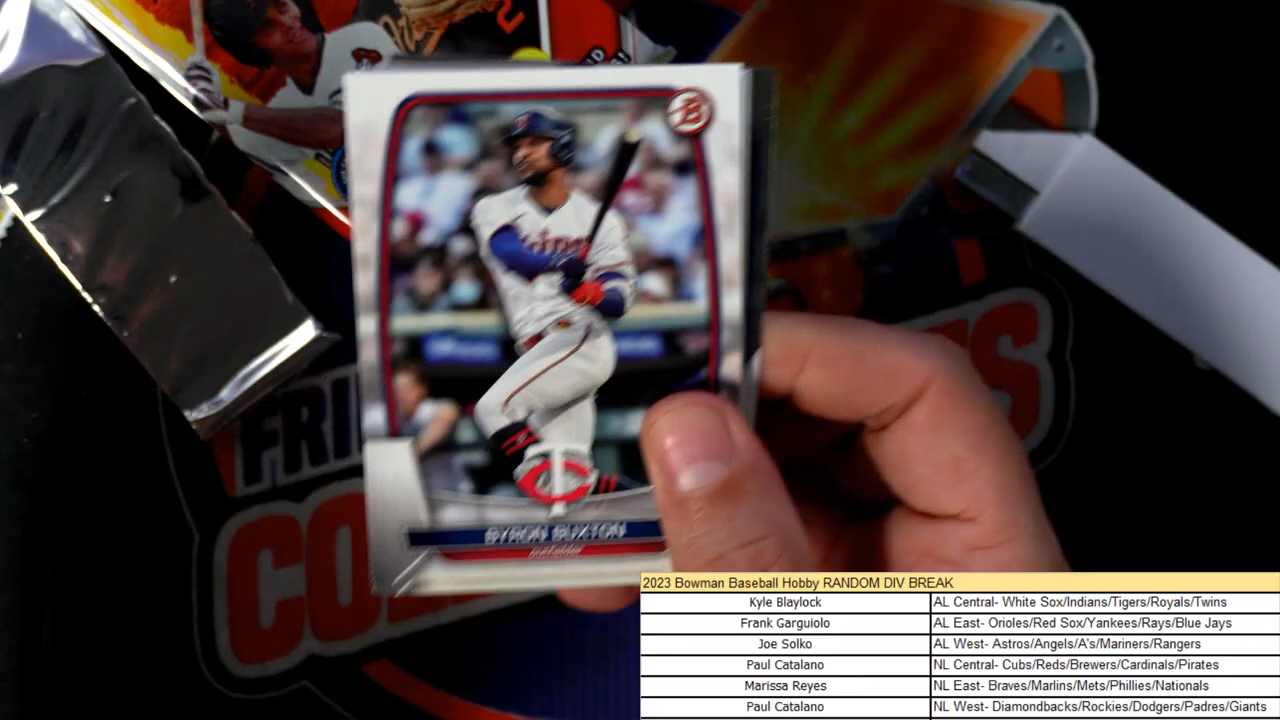 B
BYRON BUXTON
Outfielder
FRI
CO
2023 Bowman Baseball Hobby RANDOM DIV BREAK
Kyle Blaylock AL Central- White Sox/Indians/Tigers/Royals/Twins
Frank Garguiolo AL East- Orioles/Red Sox/Yankees/Rays/Blue Jays
Joe Solko AL West- Astros/Angels/A's/Mariners/Rangers
Paul Catalano NL Central- Cubs/Reds/Brewers/Cardinals/Pirates
Marissa Reyes NL East- Braves/Marlins/Mets/Phillies/Nationals
Paul Catalano NL West- Diamondbacks/Rockies/Dodgers/Padres/Giants